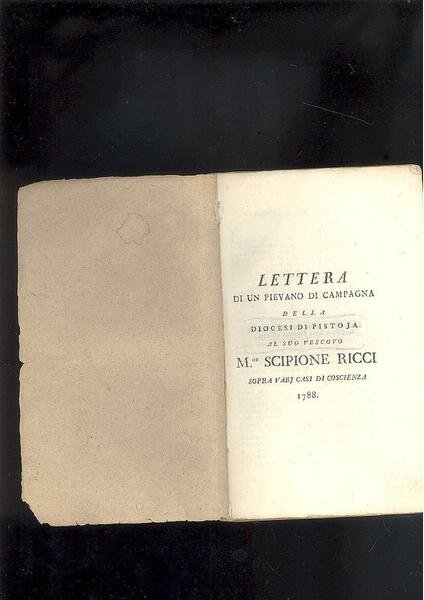 LETTERA
DI UN PIEVANO DI CAMPAGNA
DELLA
DIOCESI DI PISTOJA
AL SUO VESCOVO
M.OR SCIPIONE RICCI
SOPRA VARJ CASI DI COSCIENZA
1788.